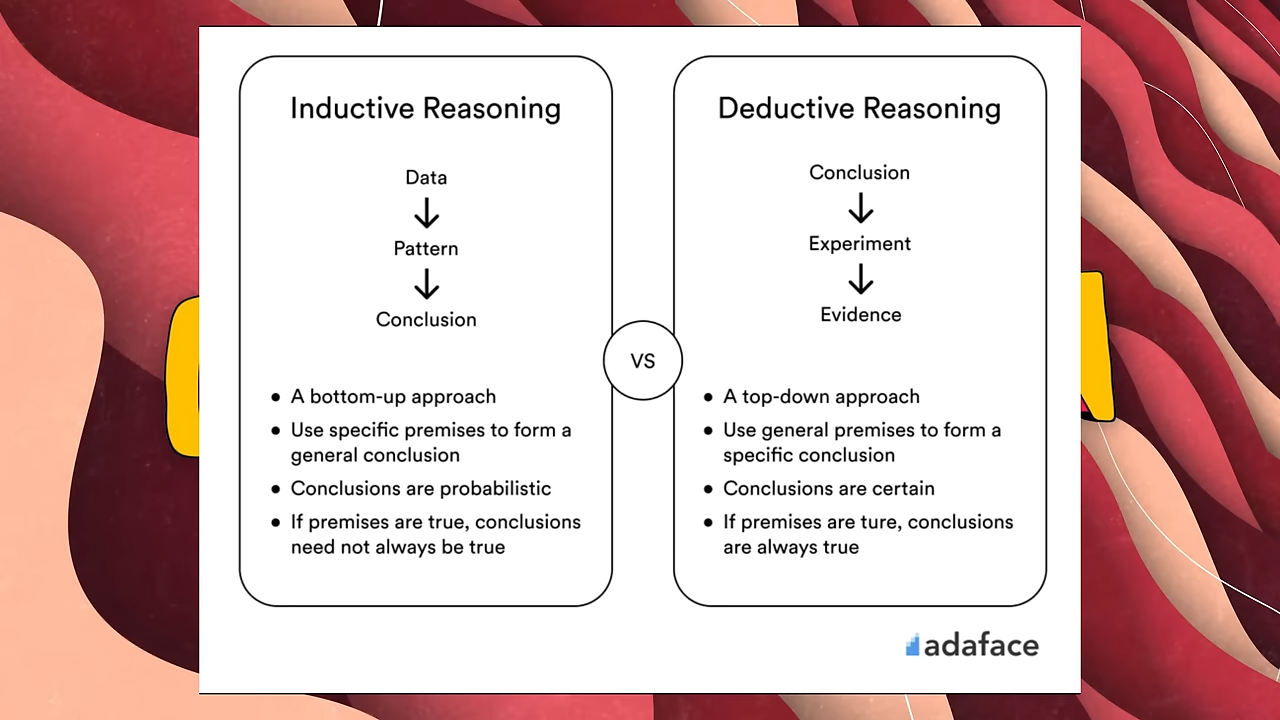 Inductive Reasoning
Data
Pattern
Conclusion
• A bottom-up approach
• Use specific premises to form a
general conclusion
• Conclusions are probabilistic
• If premises are true, conclusions
need not always be true
VS
Deductive Reasoning
Conclusion
Experiment
Evidence
• A top-down approach
• Use general premises to form a
specific conclusion
• Conclusions are certain
• If premises are ture, conclusions
are always true
adaface